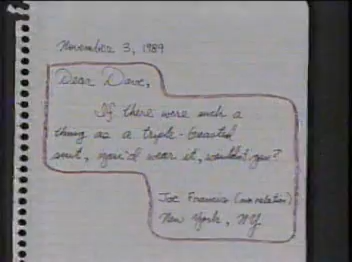 November 3, 1989
Dear Dave,
If there were such a
thing as a triple-breasted
suit, you'd wear it, wouldn't you?
Joe Francis (no relation)
New York, NY